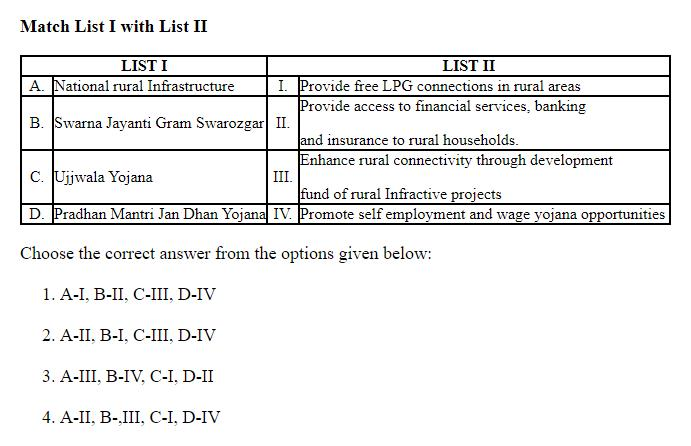 Match List I with List II
LIST I LIST II
A. National rural Infrastructure I. Provide free LPG connections in rural areas
B. Swarna Jayanti Gram Swarozgar II. Provide access to financial services, banking
and insurance to rural households.
C. Ujjwala Yojana III. Enhance rural connectivity through development
fund of rural Infractive projects
D. Pradhan Mantri Jan Dhan Yojana IV. Promote self employment and wage yojana opportunities
Choose the correct answer from the options given below:
1. A-I, B-II, C-III, D-IV
2. A-II, B-I, C-III, D-IV
3. A-III, B-IV, C-I, D-II
4. A-II, B-,III, C-I, D-IV